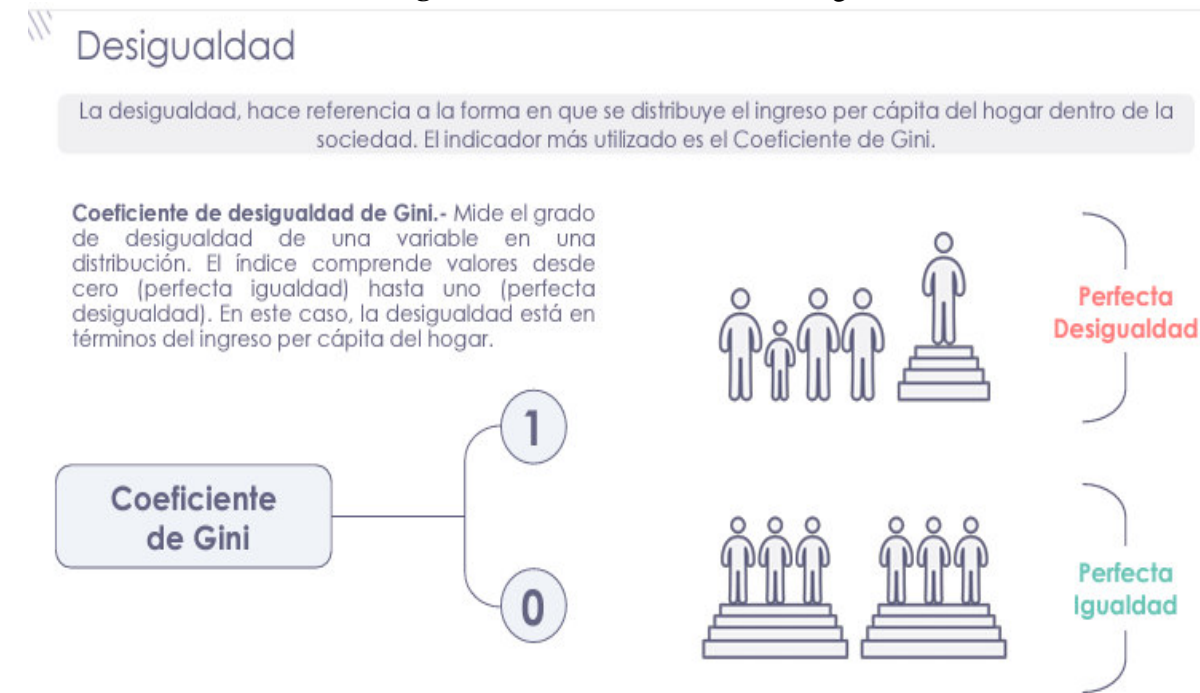 Desigualdad
La desigualdad, hace referencia a la forma en que se distribuye el ingreso per cápita del hogar dentro de la
sociedad. El indicador más utilizado es el Coeficiente de Gini.
Coeficiente de desigualdad de Gini.- Mide el grado
de desigualdad de una variable en una
distribución. El índice comprende valores desde
cero (perfecta igualdad) hasta uno (perfecta
desigualdad). En este caso, la desigualdad está en
términos del ingreso per cápita del hogar.
Perfecta
Desigualdad
1
Coeficiente
de Gini
0
Perfecta
Igualdad